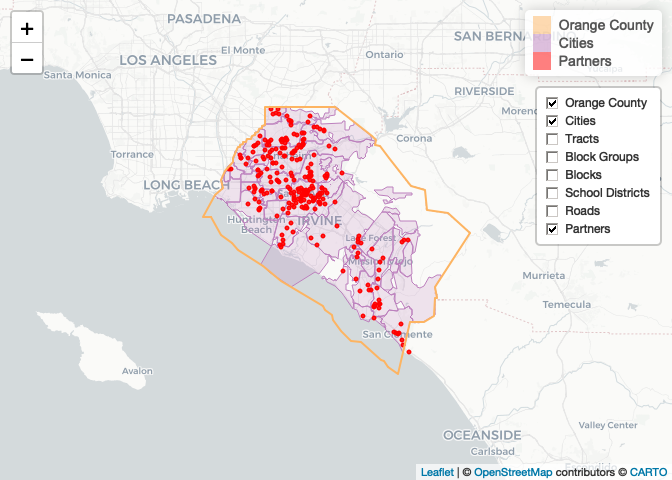 +
−
PASADENA
LOS ANGELES
El Monte
Santa Monica
Ontario
SAN BERNA
RIVERSIDE
Moreno
Corona
Torrance
LONG BEACH
Huntington
Beach
IRVINE
Lake Forest
Mission Viejo
Murrieta
Temecula
San Clemente
Avalon
Valley Center
OCEANSIDE
Carlsbad
Orange County
Cities
Partners
Orange County
Cities
Tracts
Block Groups
Blocks
School Districts
Roads
Partners
Leaflet | © OpenStreetMap contributors © CARTO